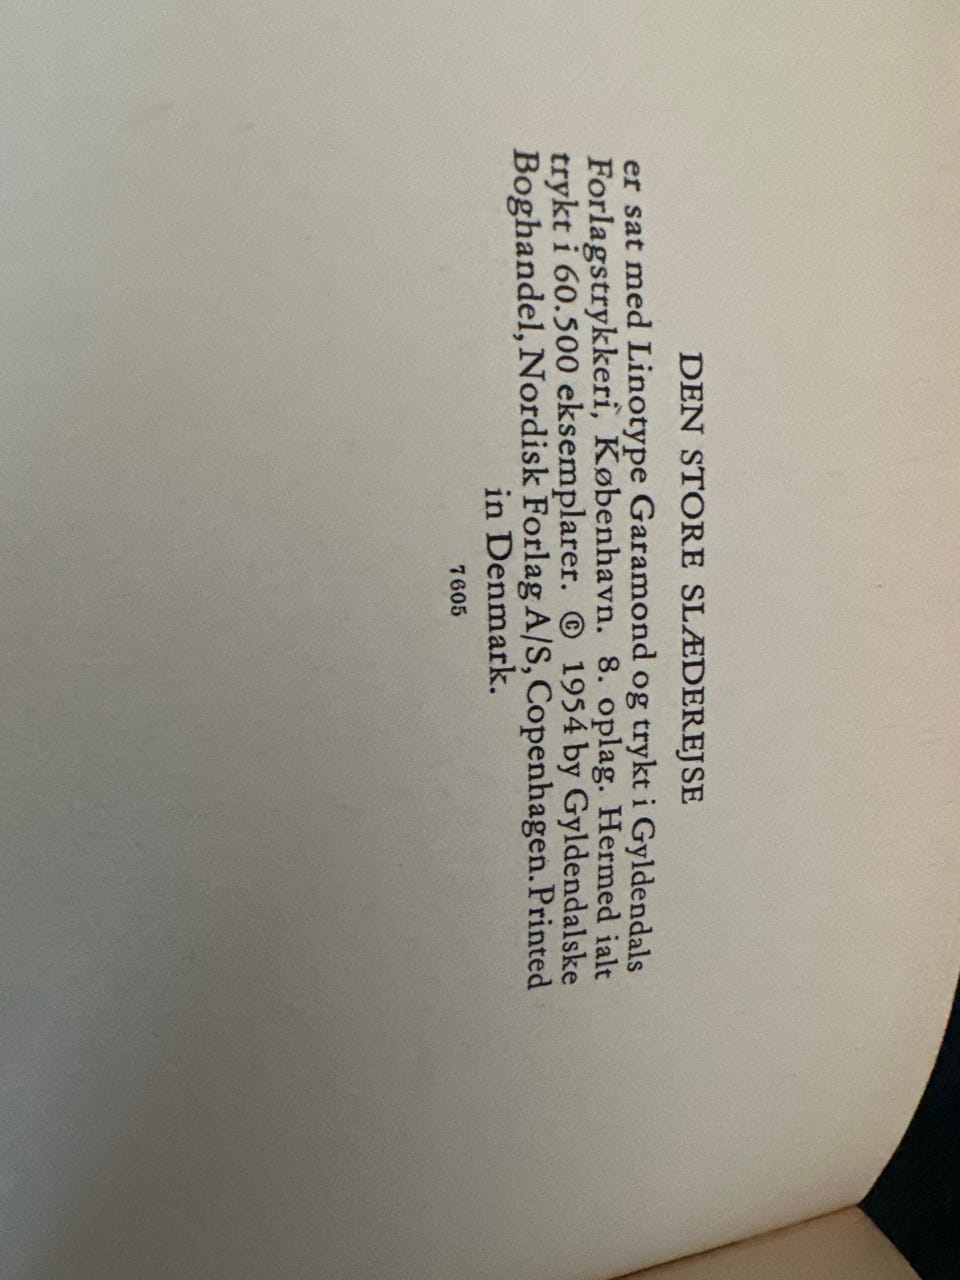 DEN STORE SLÆDEREJSE
er sat med Linotype Garamond og trykt i Gyldendals
Forlagstrykkeri, København. 8. oplag. Hermed ialt
trykt i 60.500 eksemplarer. © 1954 by Gyldendalske
Boghandel, Nordisk Forlag A/S, Copenhagen. Printed
in Denmark.
7605